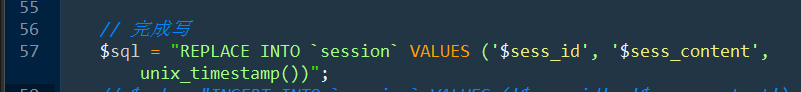 55
56 // 完成写
57 $sql = "REPLACE INTO `session` VALUES ('$sess_id', '$sess_content',
unix_timestamp())";